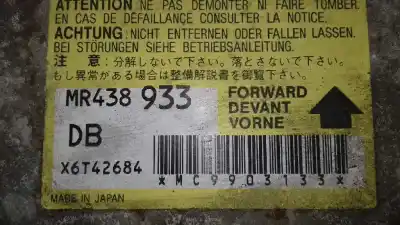 ATTENTION: NE PAS DEMONTER NI FAIRE TOMBER.
EN CAS DE DÉFAILLANCE CONSULTER LA NOTICE.
ACHTUNG: NICHT ENTFERNEN ODER FALLEN LASSEN.
BEI STÖRUNGEN SIEHE BETRIEBSANLEITUNG.
注 意: 分解しないで下さい。落とさないで下さい。
もし異常がある場合は整備解説書を御覧下さい。
MR438 933
FORWARD
DEVANT
VORNE
DB
X6T42684
*MC9903133*
MADE IN JAPAN